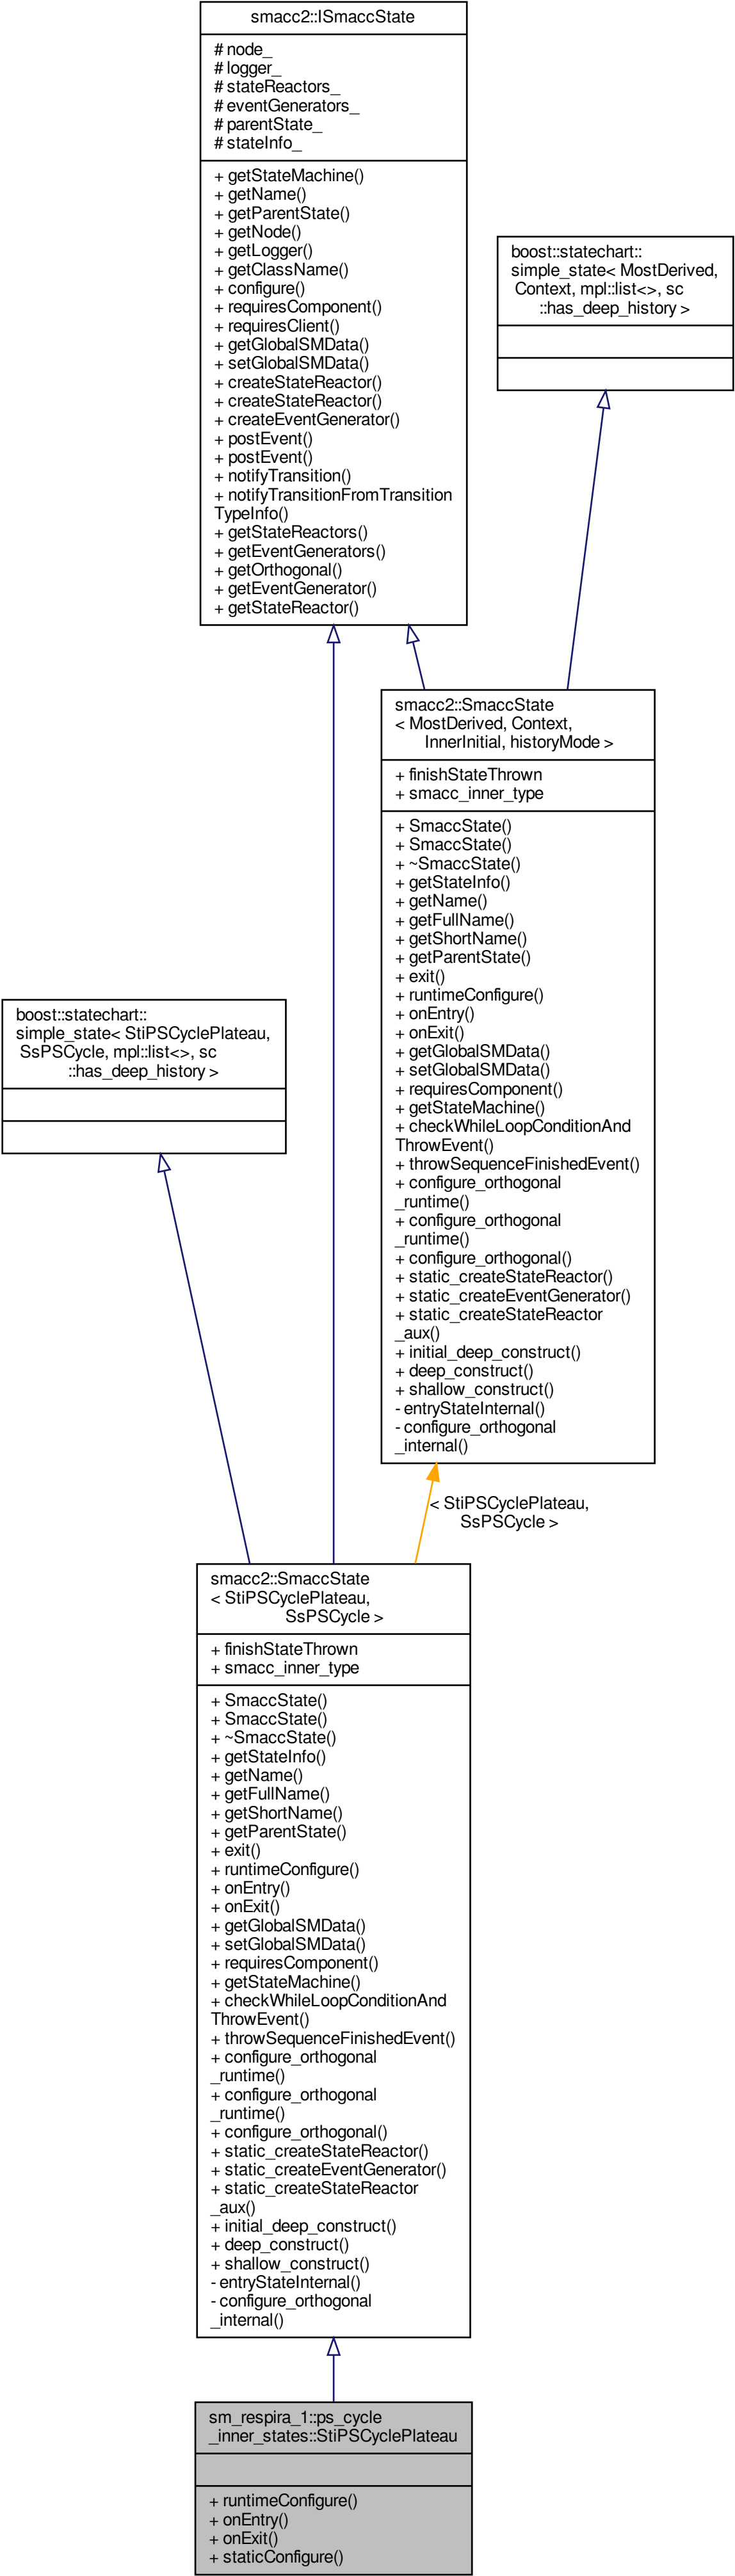 smacc2::ISmaccState
# node_
# logger_
# stateReactors_
# eventGenerators_
# parentState_
# stateInfo_
+ getStateMachine()
+ getName()
+ getParentState()
+ getNode()
+ getLogger()
+ getClassName()
+ configure()
+ requiresComponent()
+ requiresClient()
+ getGlobalSMData()
+ setGlobalSMData()
+ createStateReactor()
+ createStateReactor()
+ createEventGenerator()
+ postEvent()
+ postEvent()
+ notifyTransition()
+ notifyTransitionFromTransition
TypeInfo()
+ getStateReactors()
+ getEventGenerators()
+ getOrthogonal()
+ getEventGenerator()
+ getStateReactor()
boost::statechart::
simple_state< MostDerived,
Context, mpl::list<>, sc
::has_deep_history >
smacc2::SmaccState
< MostDerived, Context,
InnerInitial, historyMode >
+ finishStateThrown
+ smacc_inner_type
+ SmaccState()
+ SmaccState()
+ ~SmaccState()
+ getStateInfo()
+ getName()
+ getFullName()
+ getShortName()
+ getParentState()
+ exit()
+ runtimeConfigure()
+ onEntry()
+ onExit()
+ getGlobalSMData()
+ setGlobalSMData()
+ requiresComponent()
+ getStateMachine()
+ checkWhileLoopConditionAnd
ThrowEvent()
+ throwSequenceFinishedEvent()
+ configure_orthogonal
_runtime()
+ configure_orthogonal
_runtime()
+ configure_orthogonal()
+ static_createStateReactor()
+ static_createEventGenerator()
+ static_createStateReactor
_aux()
+ initial_deep_construct()
+ deep_construct()
+ shallow_construct()
- entryStateInternal()
- configure_orthogonal
_internal()
boost::statechart::
simple_state< StiPSCyclePlateau,
SsPSCycle, mpl::list<>, sc
::has_deep_history >
< StiPSCyclePlateau,
SsPSCycle >
smacc2::SmaccState
< StiPSCyclePlateau,
SsPSCycle >
+ finishStateThrown
+ smacc_inner_type
+ SmaccState()
+ SmaccState()
+ ~SmaccState()
+ getStateInfo()
+ getName()
+ getFullName()
+ getShortName()
+ getParentState()
+ exit()
+ runtimeConfigure()
+ onEntry()
+ onExit()
+ getGlobalSMData()
+ setGlobalSMData()
+ requiresComponent()
+ getStateMachine()
+ checkWhileLoopConditionAnd
ThrowEvent()
+ throwSequenceFinishedEvent()
+ configure_orthogonal
_runtime()
+ configure_orthogonal
_runtime()
+ configure_orthogonal()
+ static_createStateReactor()
+ static_createEventGenerator()
+ static_createStateReactor
_aux()
+ initial_deep_construct()
+ deep_construct()
+ shallow_construct()
- entryStateInternal()
- configure_orthogonal
_internal()
sm_respira_1::ps_cycle
_inner_states::StiPSCyclePlateau
+ runtimeConfigure()
+ onEntry()
+ onExit()
+ staticConfigure()